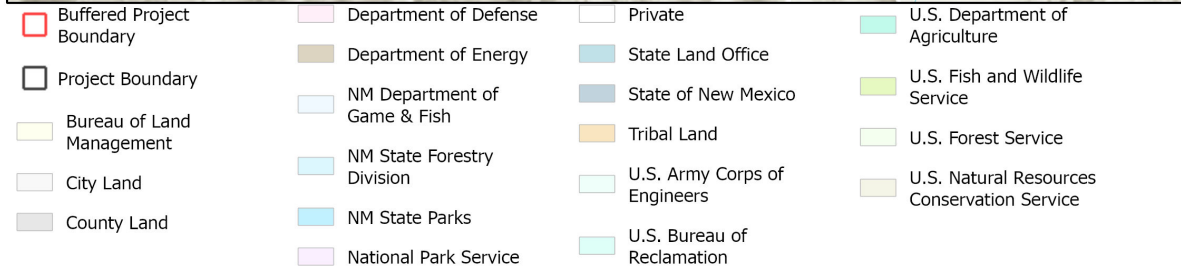 Buffered Project
Boundary
Project Boundary
Bureau of Land
Management
City Land
County Land
Department of Defense
Department of Energy
NM Department of
Game & Fish
NM State Forestry
Division
NM State Parks
National Park Service
Private
State Land Office
State of New Mexico
Tribal Land
U.S. Army Corps of
Engineers
U.S. Bureau of
Reclamation
U.S. Department of
Agriculture
U.S. Fish and Wildlife
Service
U.S. Forest Service
U.S. Natural Resources
Conservation Service